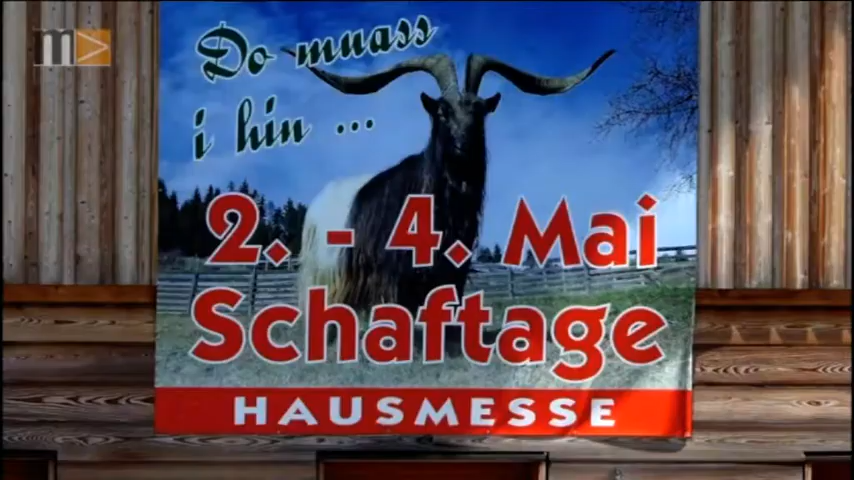 m
Do muass
i hin ...
2. - 4. Mai
Schaftage
HAUSMESSE